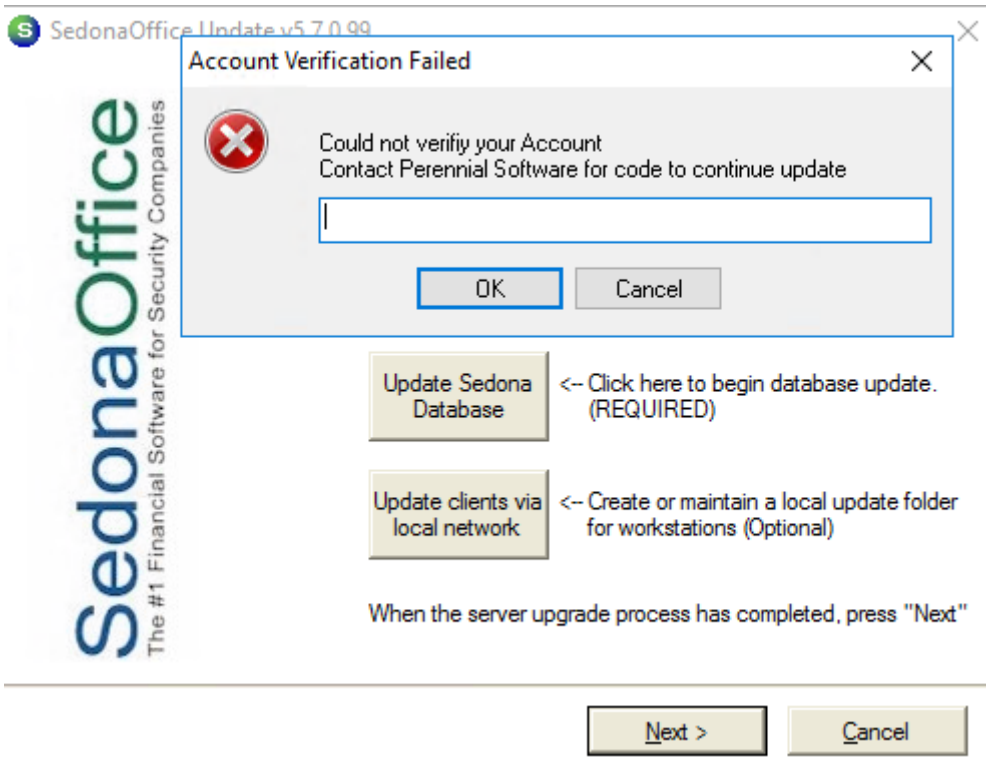 S
SedonaOffice Update v5.7.0.99
Account Verification Failed
Could not verifiy your Account
Contact Perennial Software for code to continue update
OK
Cancel
SedonaOffice
The #1 Financial Software for Security Companies
Update Sedona
Database
<-- Click here to begin database update.
(REQUIRED)
Update clients via
local network
<-- Create or maintain a local update folder
for workstations (Optional)
When the server upgrade process has completed, press "Next"
Next >
Cancel